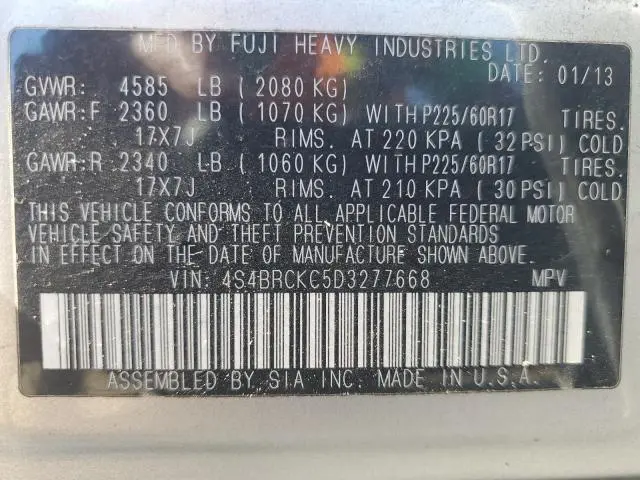 MFD BY FUJI HEAVY INDUSTRIES LTD.
DATE: 01/13
GVWR: 4585 LB (2080 KG)
GAWR:F 2360 LB (1070 KG) WITH P225/60R17 TIRES.
17X7J RIMS. AT 220 KPA (32 PSI) COLD
GAWR:R 2340 LB (1060 KG) WITH P225/60R17 TIRES.
17X7J RIMS. AT 210 KPA (30 PSI) COLD
THIS VEHICLE CONFORMS TO ALL APPLICABLE FEDERAL MOTOR
VEHICLE SAFETY AND THEFT PREVENTION STANDARDS
IN EFFECT ON THE DATE OF MANUFACTURE SHOWN ABOVE.
VIN: 4S4BRCKC5D3277668 MPV
ASSEMBLED BY SIA INC. MADE IN U.S.A.